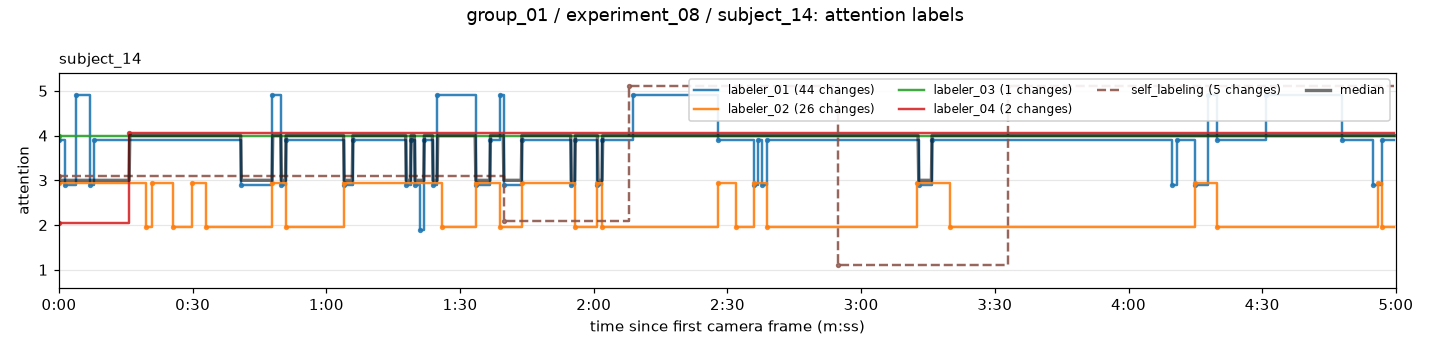 group_01 / experiment_08 / subject_14: attention labels
subject_14
labeler_01 (44 changes)
labeler_02 (26 changes)
labeler_03 (1 changes)
labeler_04 (2 changes)
self_labeling (5 changes)
median
attention
5
4
3
2
1
0:00 0:30 1:00 1:30 2:00 2:30 3:00 3:30 4:00 4:30 5:00
time since first camera frame (m:ss)